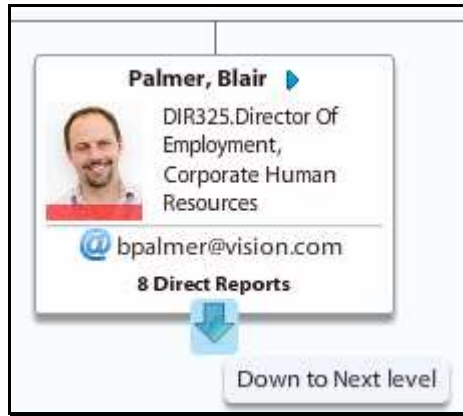 Palmer, Blair
DIR325.Director Of
Employment,
Corporate Human
Resources
@ bpalmer@vision.com
8 Direct Reports
Down to Next level